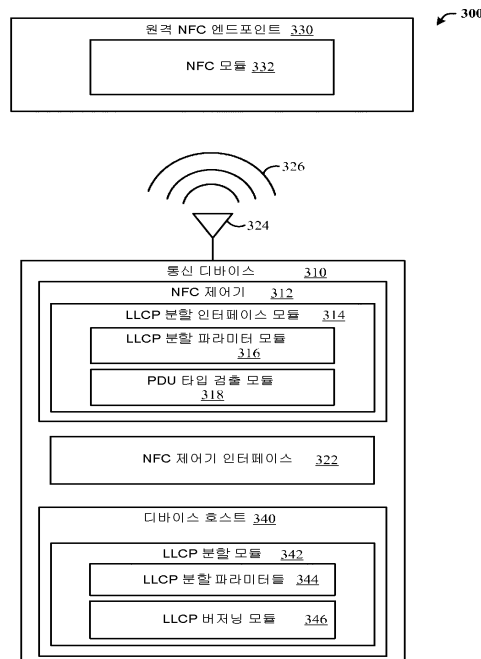 300
원격 NFC 엔드포인트 330
NFC 모듈 332
326
324
통신 디바이스 310
NFC 제어기 312
LLCP 분할 인터페이스 모듈 314
LLCP 분할 파라미터 모듈
316
PDU 타입 검출 모듈
318
NFC 제어기 인터페이스 322
디바이스 호스트 340
LLCP 분할 모듈 342
LLCP 분할 파라미터들 344
LLCP 버저닝 모듈 346